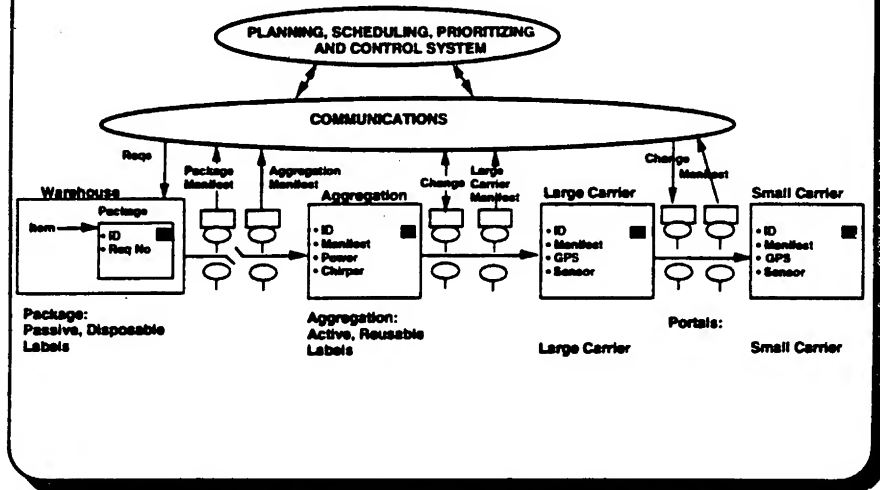 PLANNING, SCHEDULING, PRIORITIZING
AND CONTROL SYSTEM
COMMUNICATIONS
Reqs
Package
Manifest
Aggregation
Manifest
Change
Large
Carrier
Manifest
Change
Manifest
Warehouse
Package
Item
• ID
• Req No
Aggregation
• ID
• Manifest
• Power
• Chirper
Large Carrier
• ID
• Manifest
• GPS
• Sensor
Small Carrier
• ID
• Manifest
• GPS
• Sensor
Package:
Passive, Disposable
Labels
Aggregation:
Active, Reusable
Labels
Large Carrier
Portals:
Small Carrier